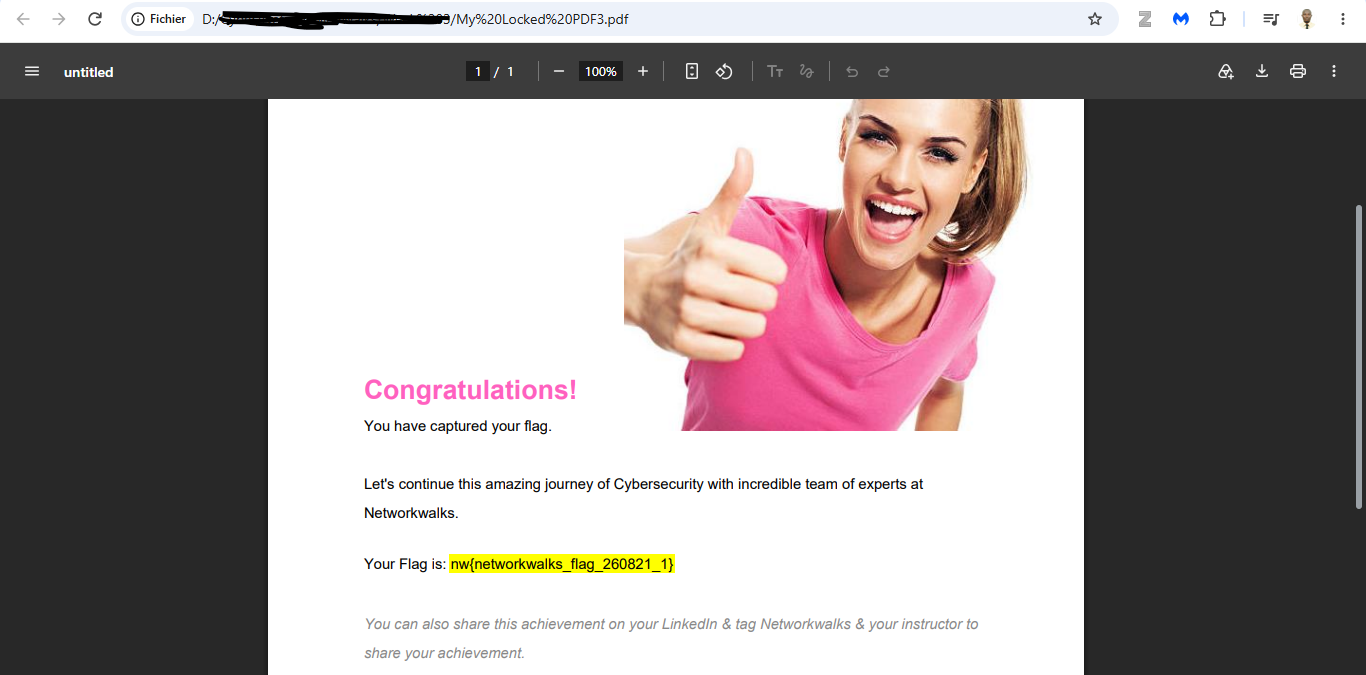 Fichier
D:/
3/My%20Locked%20PDF3.pdf
untitled
1 / 1
100%
Congratulations!
You have captured your flag.
Let's continue this amazing journey of Cybersecurity with incredible team of experts at
Networkwalks.
Your Flag is: nw{networkwalks_flag_260821_1}
You can also share this achievement on your LinkedIn & tag Networkwalks & your instructor to
share your achievement.